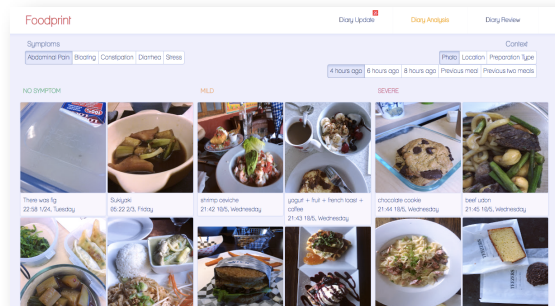 Foodprint
Diary Update
Diary Analysis
Diary Review
Symptoms
Context
Abdominal Pain Bloating Constipation Diarrhea Stress
Photo Location Preparation Type
4 hours ago 6 hours ago 8 hours ago Previous meal Previous two meals
NO SYMPTOM
MILD
SEVERE
There was fig
22:58 1/24, Tuesday
Sukiyaki
05:22 2/3, Friday
shrimp ceviche
21:42 18/5, Wednesday
yogurt + fruit + french toast +
coffee
21:43 18/5, Wednesday
chocolate cookie
21:44 18/5, Wednesday
beef udon
21:45 18/5, Wednesday